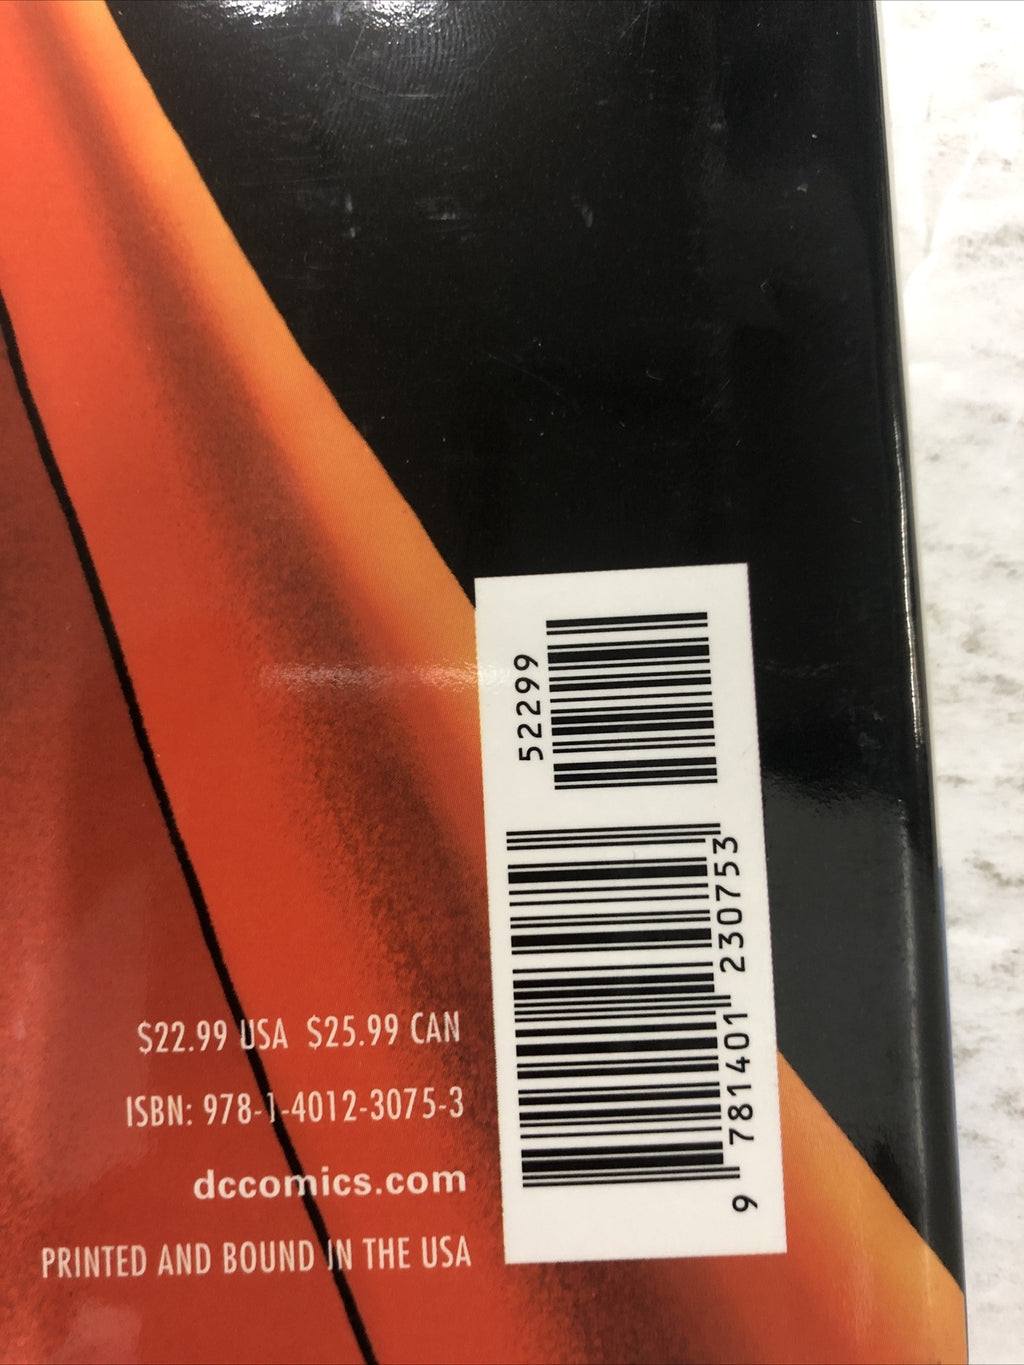 $22.99 USA $25.99 CAN
ISBN: 978-1-4012-3075-3
dccomics.com
PRINTED AND BOUND IN THE USA
52299
9 781401 230753